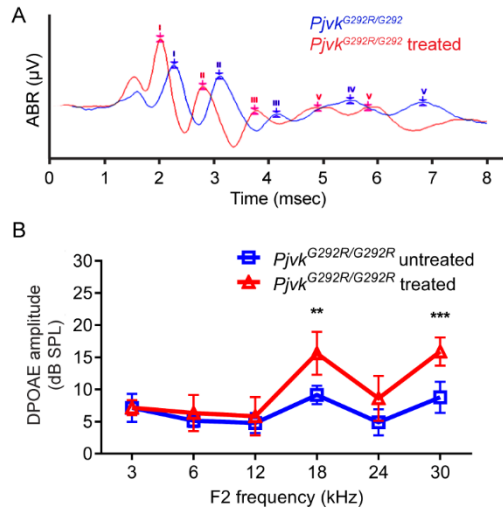 A
Pjvk^G292R/G292
Pjvk^G292R/G292 treated
I
I II
II
III III V IV V V
ABR (µV)
0 1 2 3 4 5 6 7 8
Time (msec)
B
Pjvk^G292R/G292R untreated
Pjvk^G292R/G292R treated
** ***
DPOAE amplitude
(dB SPL)
30
25
20
15
10
5
0
3 6 12 18 24 30
F2 frequency (kHz)